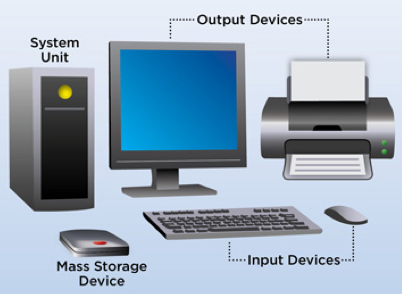 Output Devices
System
Unit
Input Devices
Mass Storage
Device